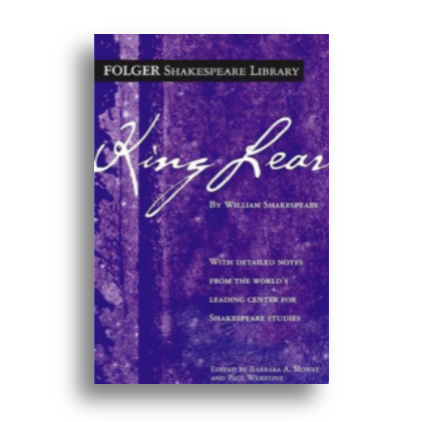 FOLGER SHAKESPEARE LIBRARY
King Lear
BY WILLIAM SHAKESPEARE
WITH DETAILED NOTES
FROM THE WORLD'S
LEADING CENTER FOR
SHAKESPEARE STUDIES
EDITED BY BARBARA A. MOWAT
AND PAUL WERSTINE